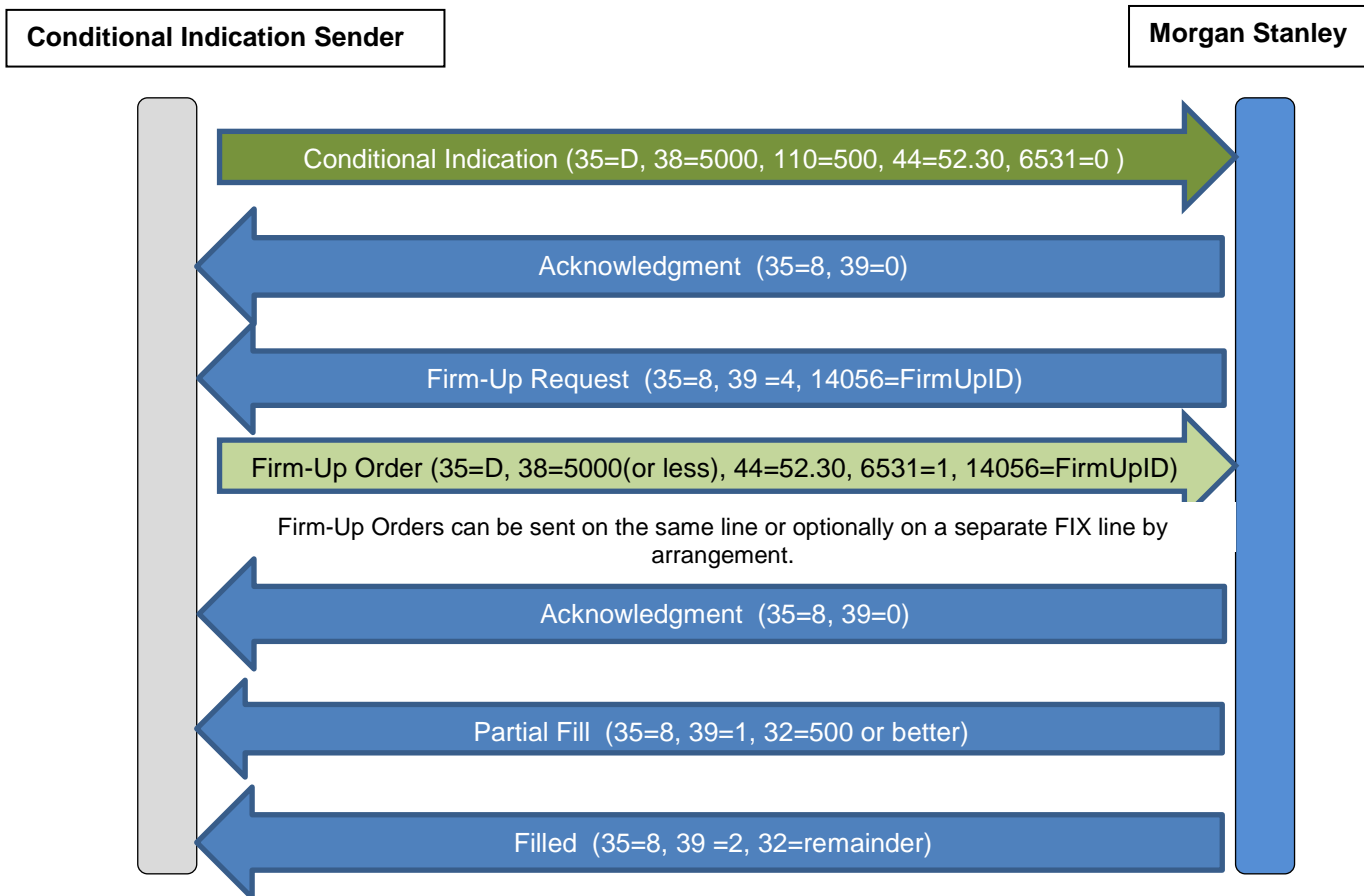 Conditional Indication Sender
Morgan Stanley
Conditional Indication (35=D, 38=5000, 110=500, 44=52.30, 6531=0 )
Acknowledgment (35=8, 39=0)
Firm-Up Request (35=8, 39 =4, 14056=FirmUpID)
Firm-Up Order (35=D, 38=5000(or less), 44=52.30, 6531=1, 14056=FirmUpID)
Firm-Up Orders can be sent on the same line or optionally on a separate FIX line by
arrangement.
Acknowledgment (35=8, 39=0)
Partial Fill (35=8, 39=1, 32=500 or better)
Filled (35=8, 39 =2, 32=remainder)